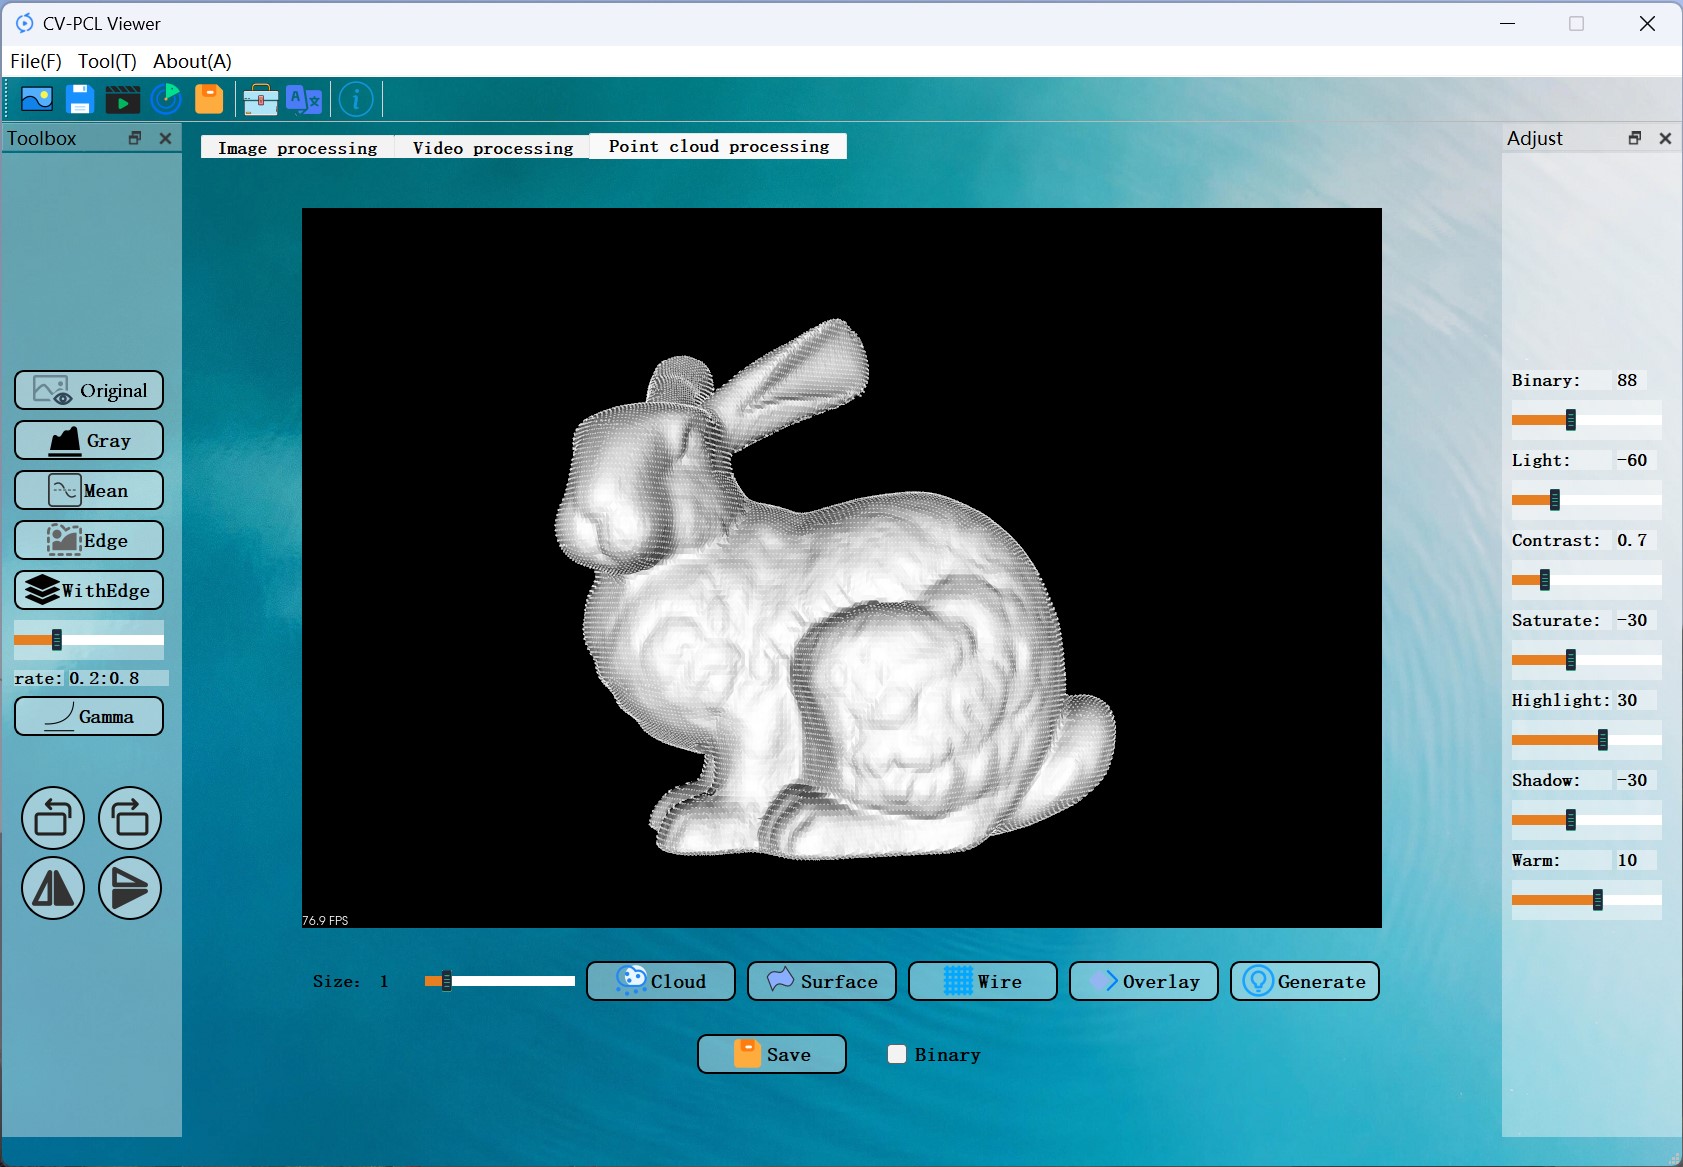 CV-PCL Viewer
File(F) Tool(T) About(A)
Toolbox
Image processing Video processing Point cloud processing
Adjust
Original
Gray
Mean
Edge
WithEdge
rate: 0.2:0.8
Gamma
76.9 FPS
Size: 1
Cloud Surface Wire Overlay Generate
Save Binary
Binary: 88
Light: -60
Contrast: 0.7
Saturate: -30
Highlight: 30
Shadow: -30
Warm: 10